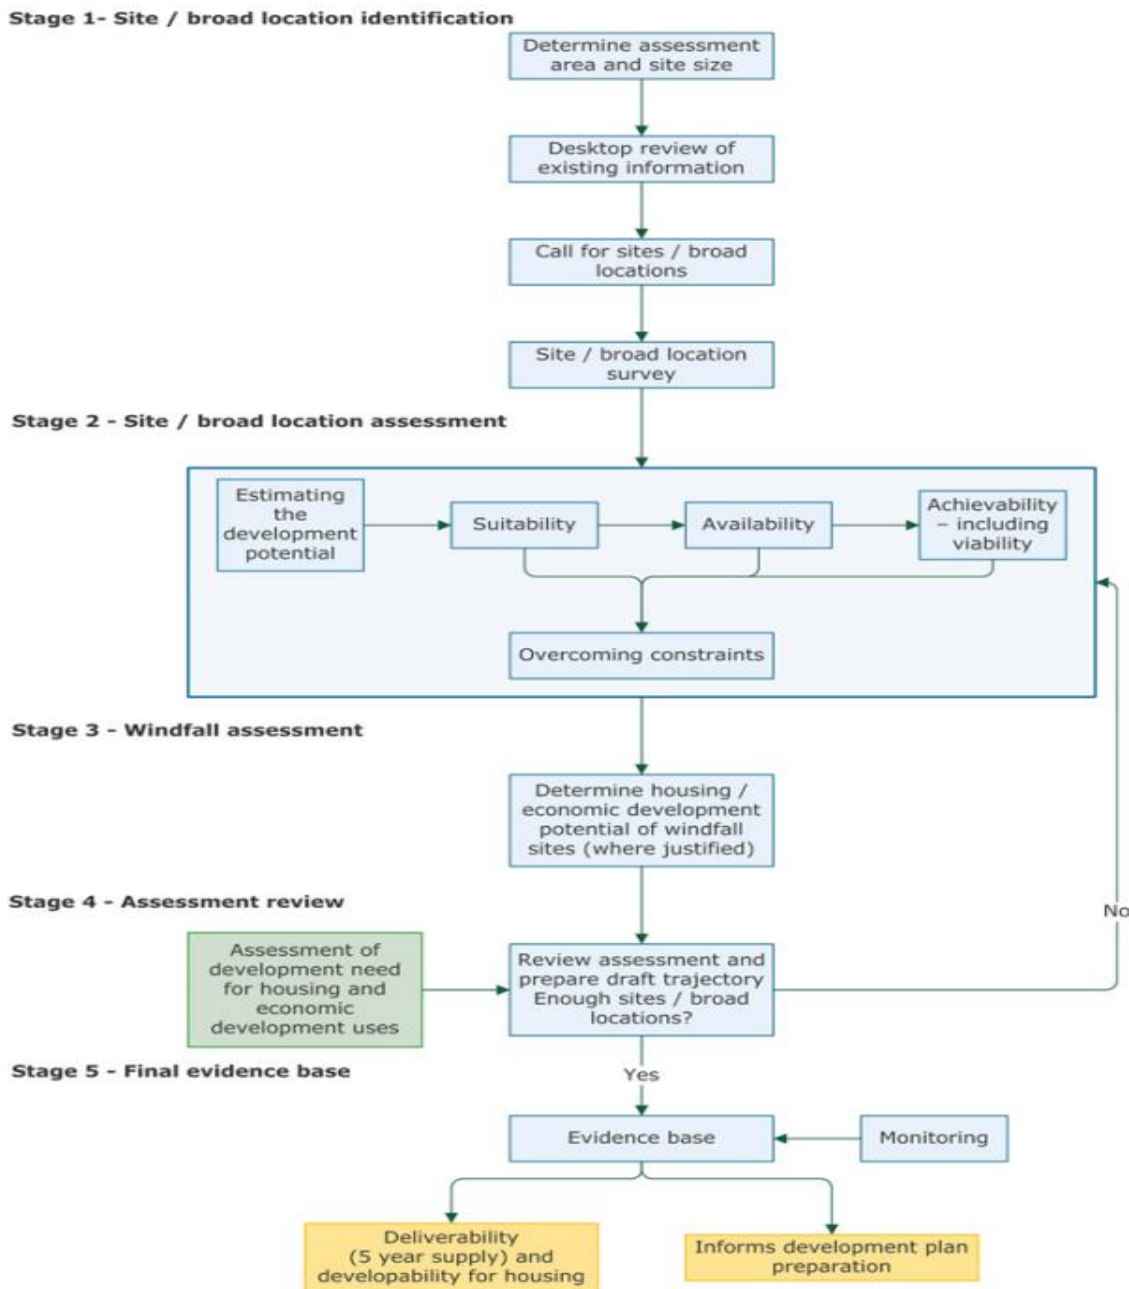 Stage 1- Site / broad location identification
Determine assessment
area and site size
Desktop review of
existing information
Call for sites / broad
locations
Site / broad location
survey
Stage 2 - Site / broad location assessment
Estimating
the
development
potential
Suitability
Availability
Achievability
– including
viability
Overcoming constraints
Stage 3 - Windfall assessment
Determine housing /
economic development
potential of windfall
sites (where justified)
Stage 4 - Assessment review
No
Assessment of
development need
for housing and
economic
development uses
Review assessment and
prepare draft trajectory
Enough sites / broad
locations?
Stage 5 - Final evidence base
Yes
Evidence base
Monitoring
Deliverability
(5 year supply) and
developability for housing
Informs development plan
preparation